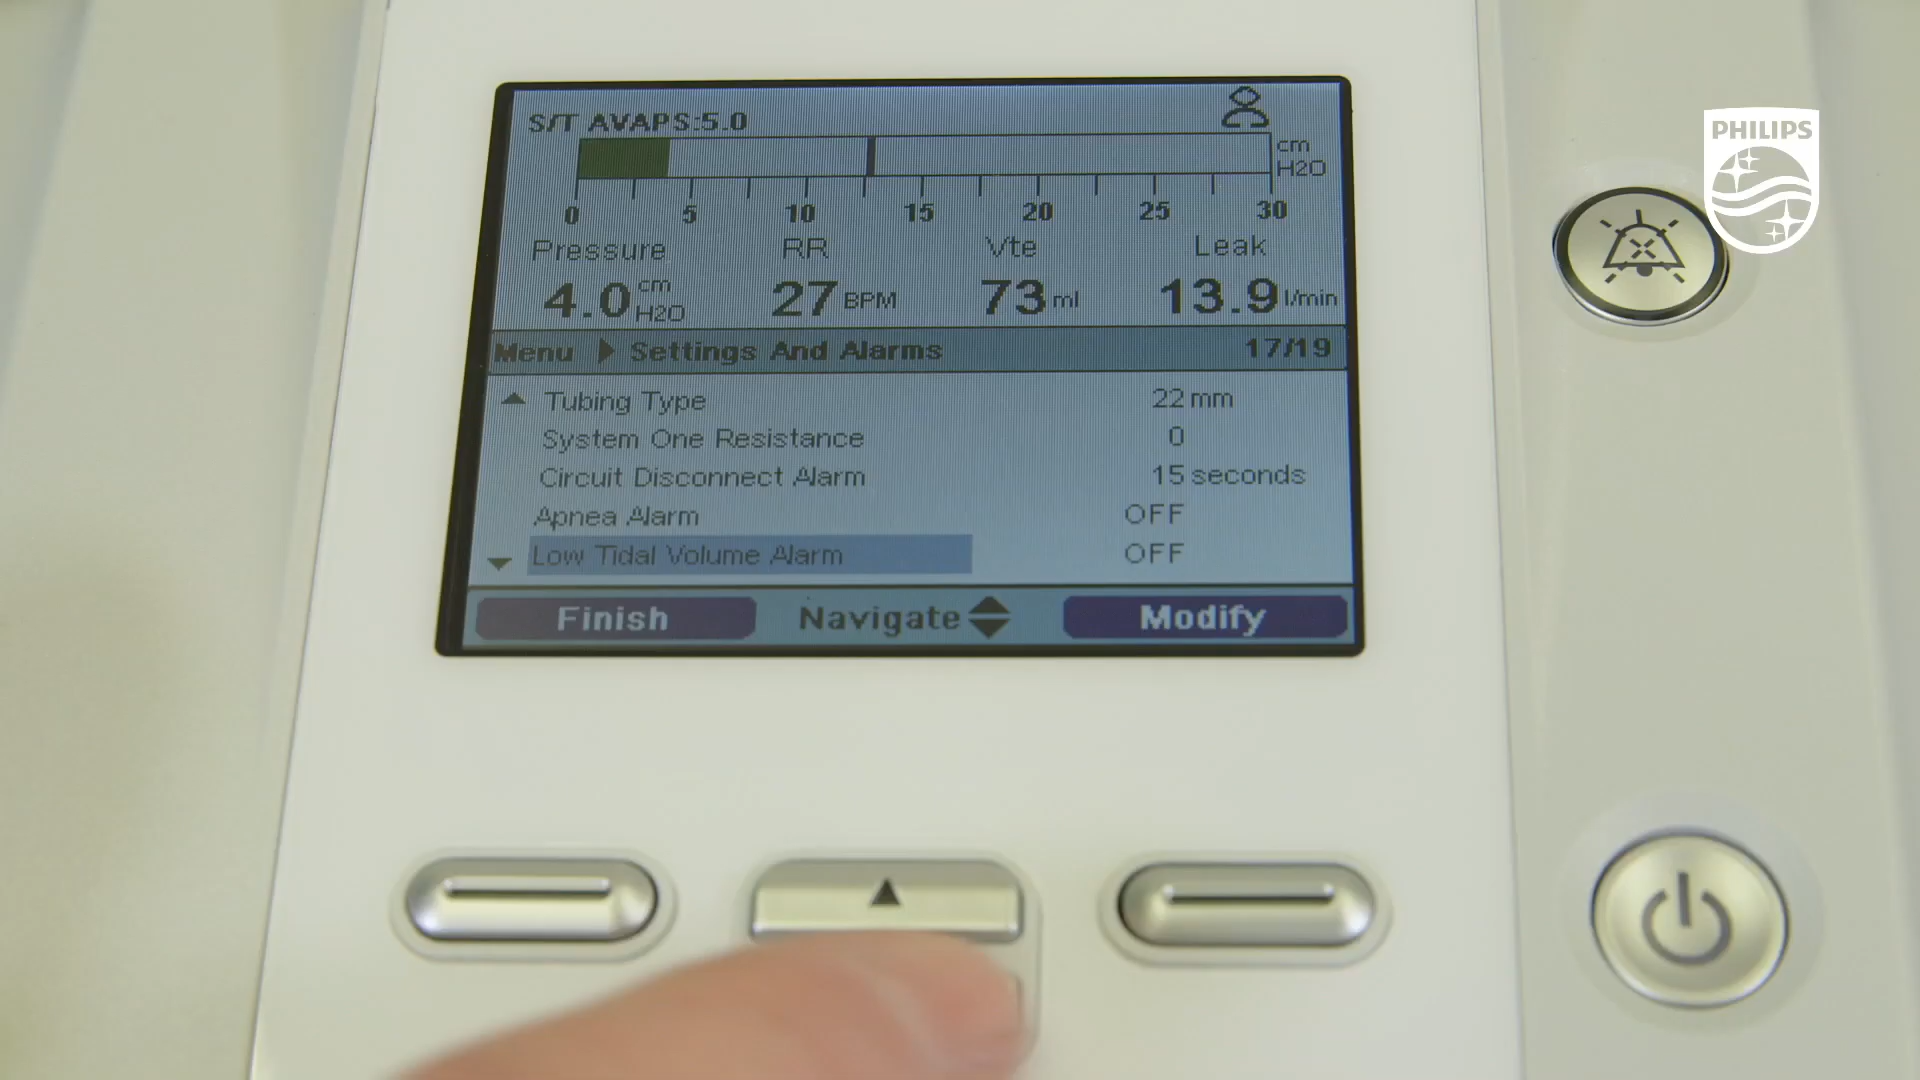 S/T AVAPS:5.0
cm
H2O
0 5 10 15 20 25 30
Pressure RR Vte Leak
4.0 cm H2O 27 BPM 73 ml 13.9 l/min
Menu Settings And Alarms 17/19
Tubing Type 22 mm
System One Resistance 0
Circuit Disconnect Alarm 15 seconds
Apnea Alarm OFF
Low Tidal Volume Alarm OFF
Finish Navigate Modify
PHILIPS